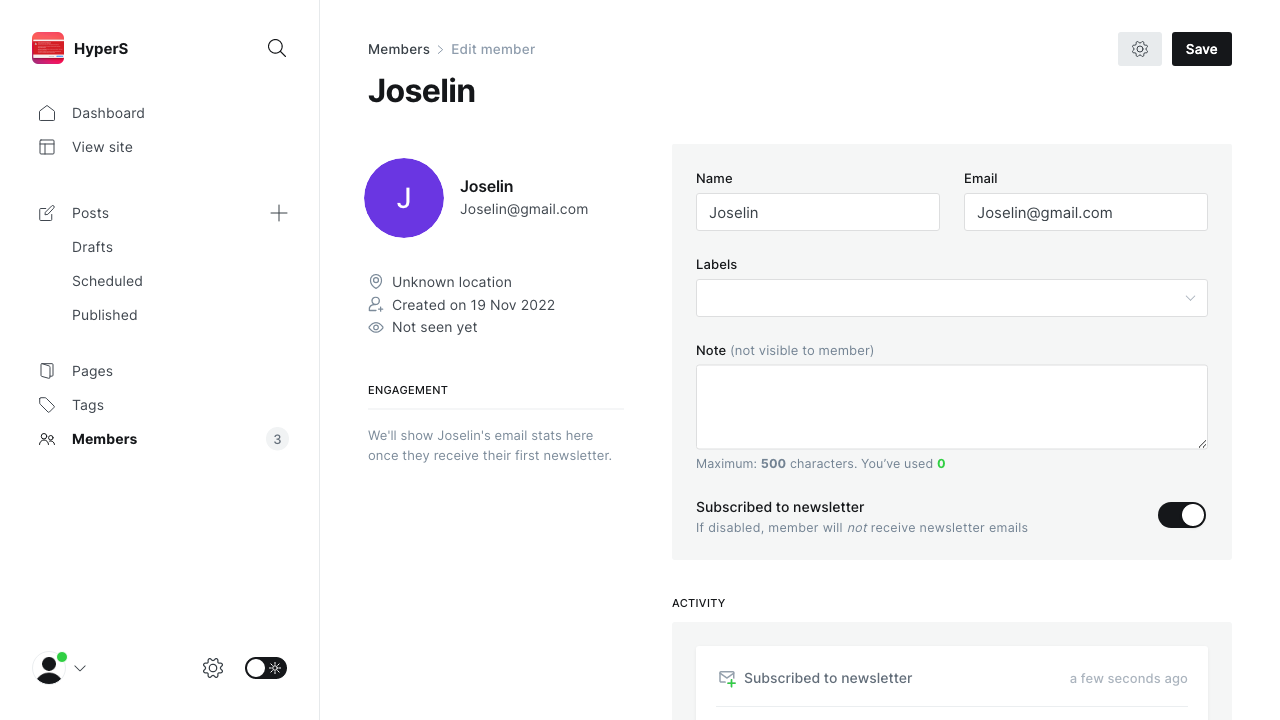 HyperS
Dashboard
View site
Posts
Drafts
Scheduled
Published
Pages
Tags
Members
3
Members
Edit member
Joselin
Save
J
Joselin
Joselin@gmail.com
Unknown location
Created on 19 Nov 2022
Not seen yet
ENGAGEMENT
We'll show Joselin's email stats here
once they receive their first newsletter.
Name
Joselin
Email
Joselin@gmail.com
Labels
Note (not visible to member)
Maximum: 500 characters. You've used 0
Subscribed to newsletter
If disabled, member will not receive newsletter emails
ACTIVITY
Subscribed to newsletter
a few seconds ago